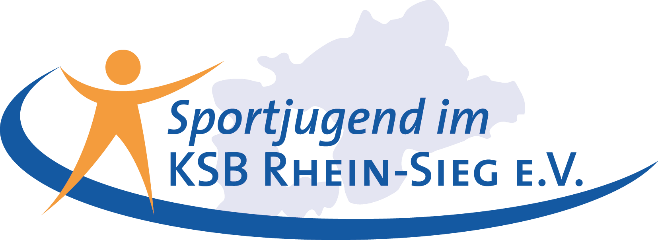 Sportjugend im
KSB RHEIN-SIEG E.V.